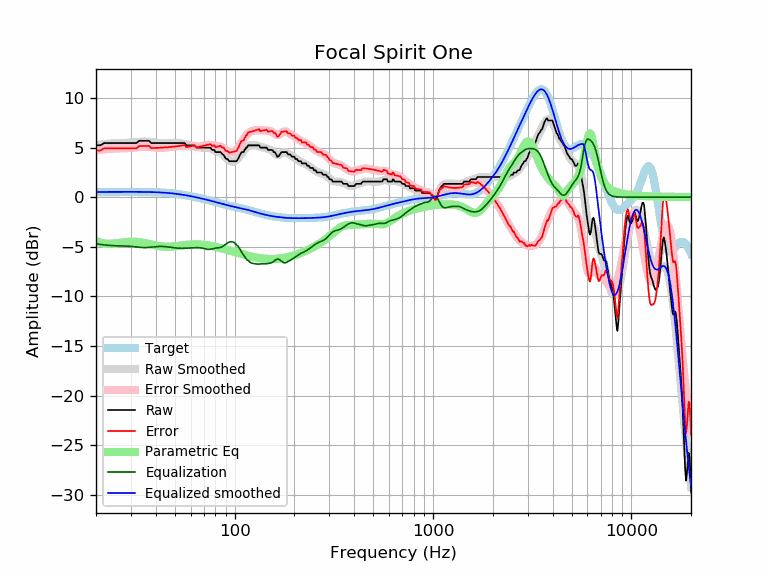 Focal Spirit One
10
5
0
−5
−10
−15
−20
−25
−30
Amplitude (dBr)
Target
Raw Smoothed
Error Smoothed
Raw
Error
Parametric Eq
Equalization
Equalized smoothed
100
1000
10000
Frequency (Hz)